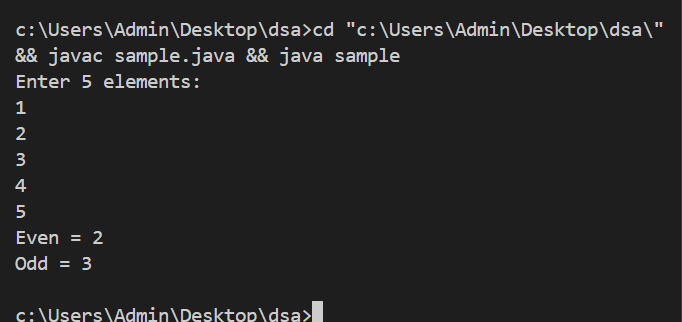 c:\Users\Admin\Desktop\dsa>cd "c:\Users\Admin\Desktop\dsa\"
&& javac sample.java && java sample
Enter 5 elements:
1
2
3
4
5
Even = 2
Odd = 3
c:\Users\Admin\Desktop\dsa>